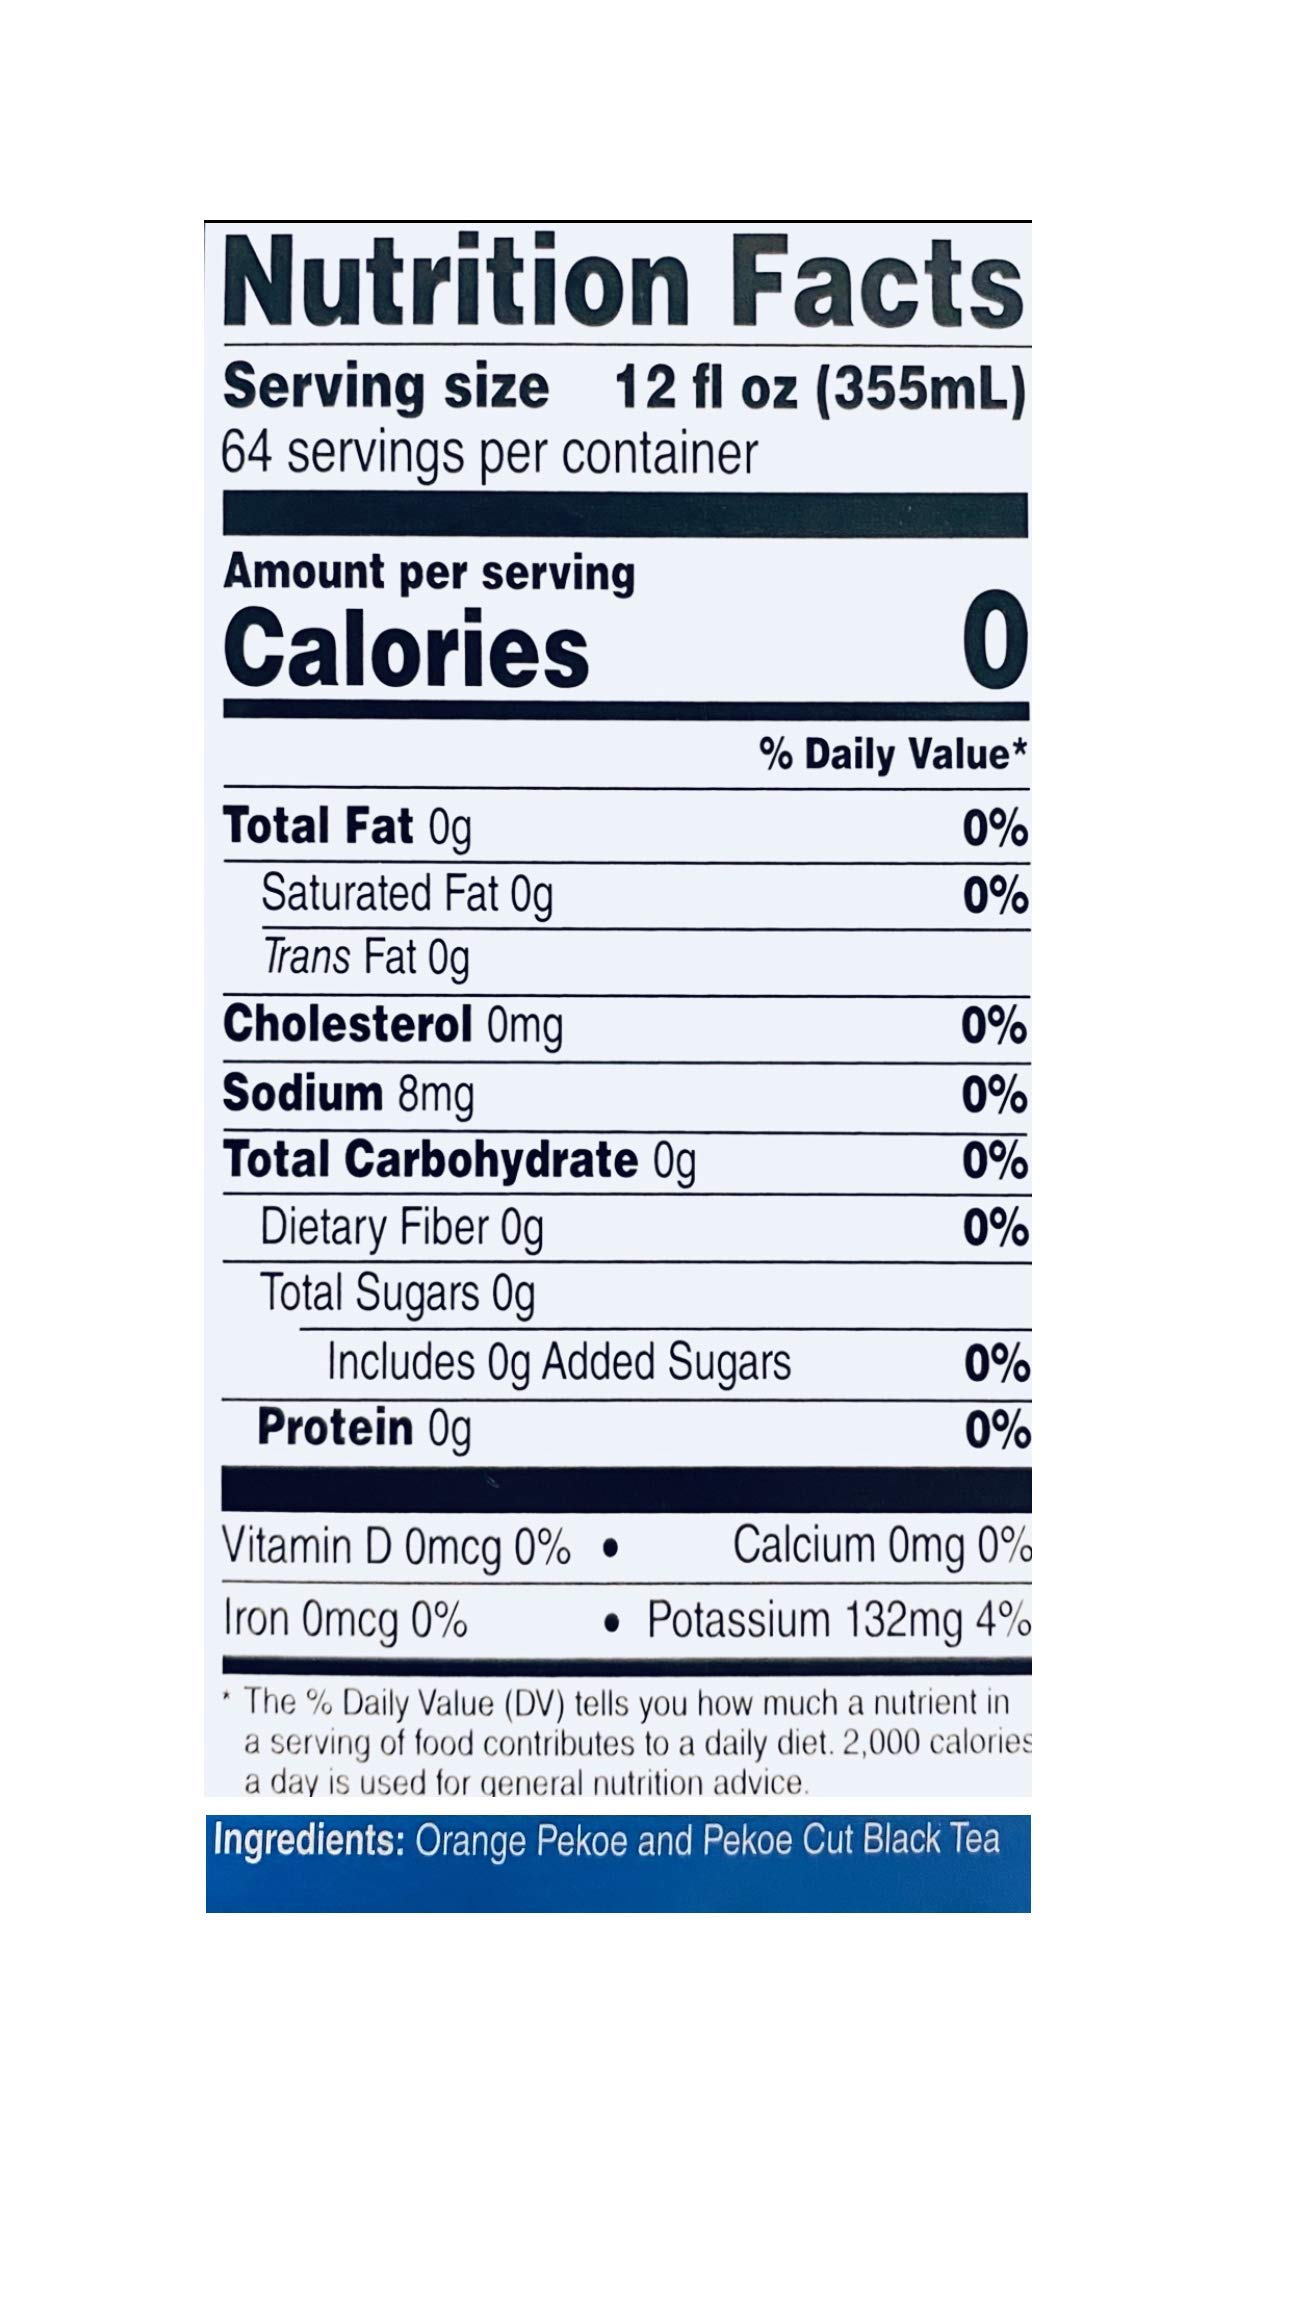 Nutrition Facts
Serving size 12 fl oz (355mL)
64 servings per container
Amount per serving
Calories 0
% Daily Value*
Total Fat 0g 0%
Saturated Fat 0g 0%
Trans Fat 0g
Cholesterol 0mg 0%
Sodium 8mg 0%
Total Carbohydrate 0g 0%
Dietary Fiber 0g 0%
Total Sugars 0g
Includes 0g Added Sugars 0%
Protein 0g 0%
Vitamin D 0mcg 0% • Calcium 0mg 0%
Iron 0mcg 0% • Potassium 132mg 4%
* The % Daily Value (DV) tells you how much a nutrient in
a serving of food contributes to a daily diet. 2,000 calories
a day is used for general nutrition advice.
Ingredients: Orange Pekoe and Pekoe Cut Black Tea